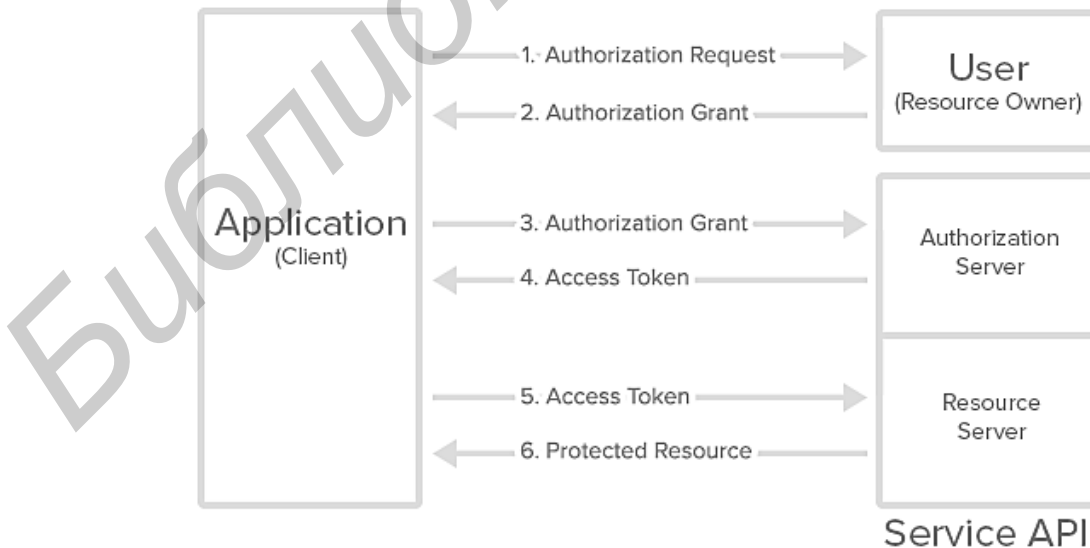 Библио
1. Authorization Request
User
(Resource Owner)
2. Authorization Grant
Application
(Client)
3. Authorization Grant
Authorization
Server
4. Access Token
5. Access Token
Resource
Server
6. Protected Resource
Service API